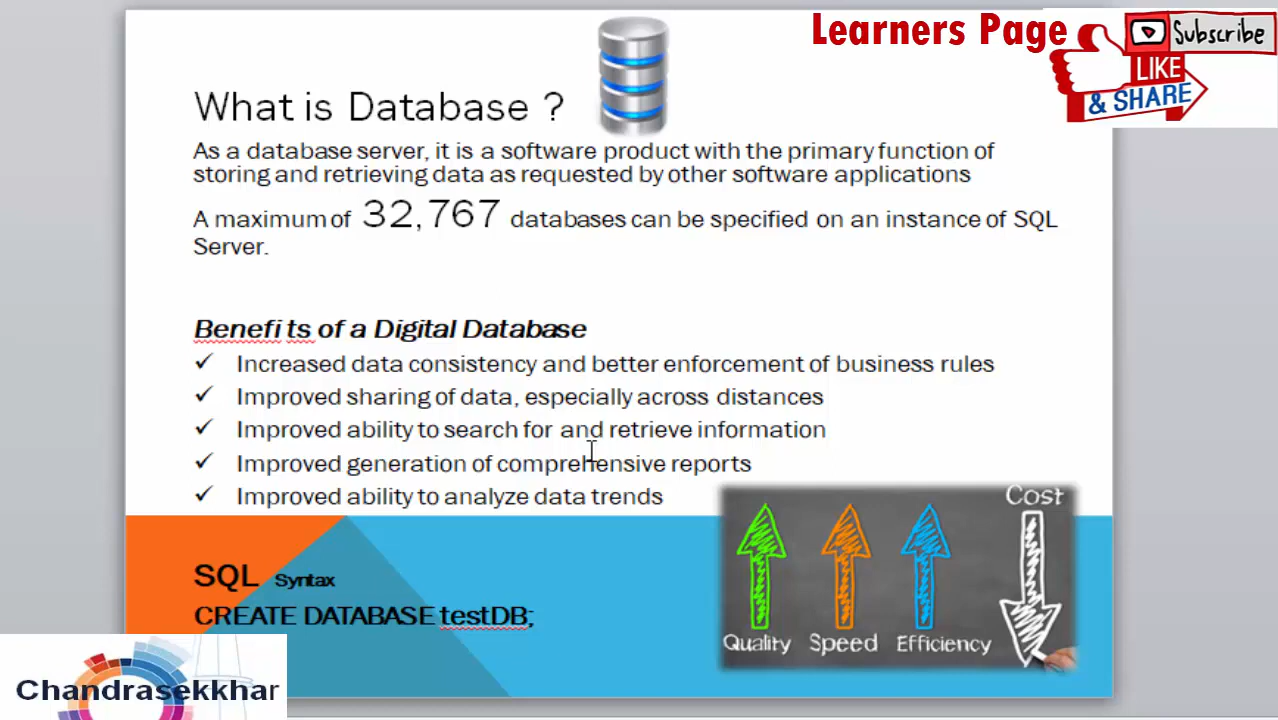 Learners Page
Subscribe
LIKE
& SHARE
What is Database ?
As a database server, it is a software product with the primary function of
storing and retrieving data as requested by other software applications
A maximum of 32,767 databases can be specified on an instance of SQL
Server.
Benefi ts of a Digital Database
✓ Increased data consistency and better enforcement of business rules
✓ Improved sharing of data, especially across distances
✓ Improved ability to search for and retrieve information
✓ Improved generation of comprehensive reports
✓ Improved ability to analyze data trends
Cost
Quality Speed Efficiency
SQL Syntax
CREATE DATABASE testDB;
Chandrasekkhar